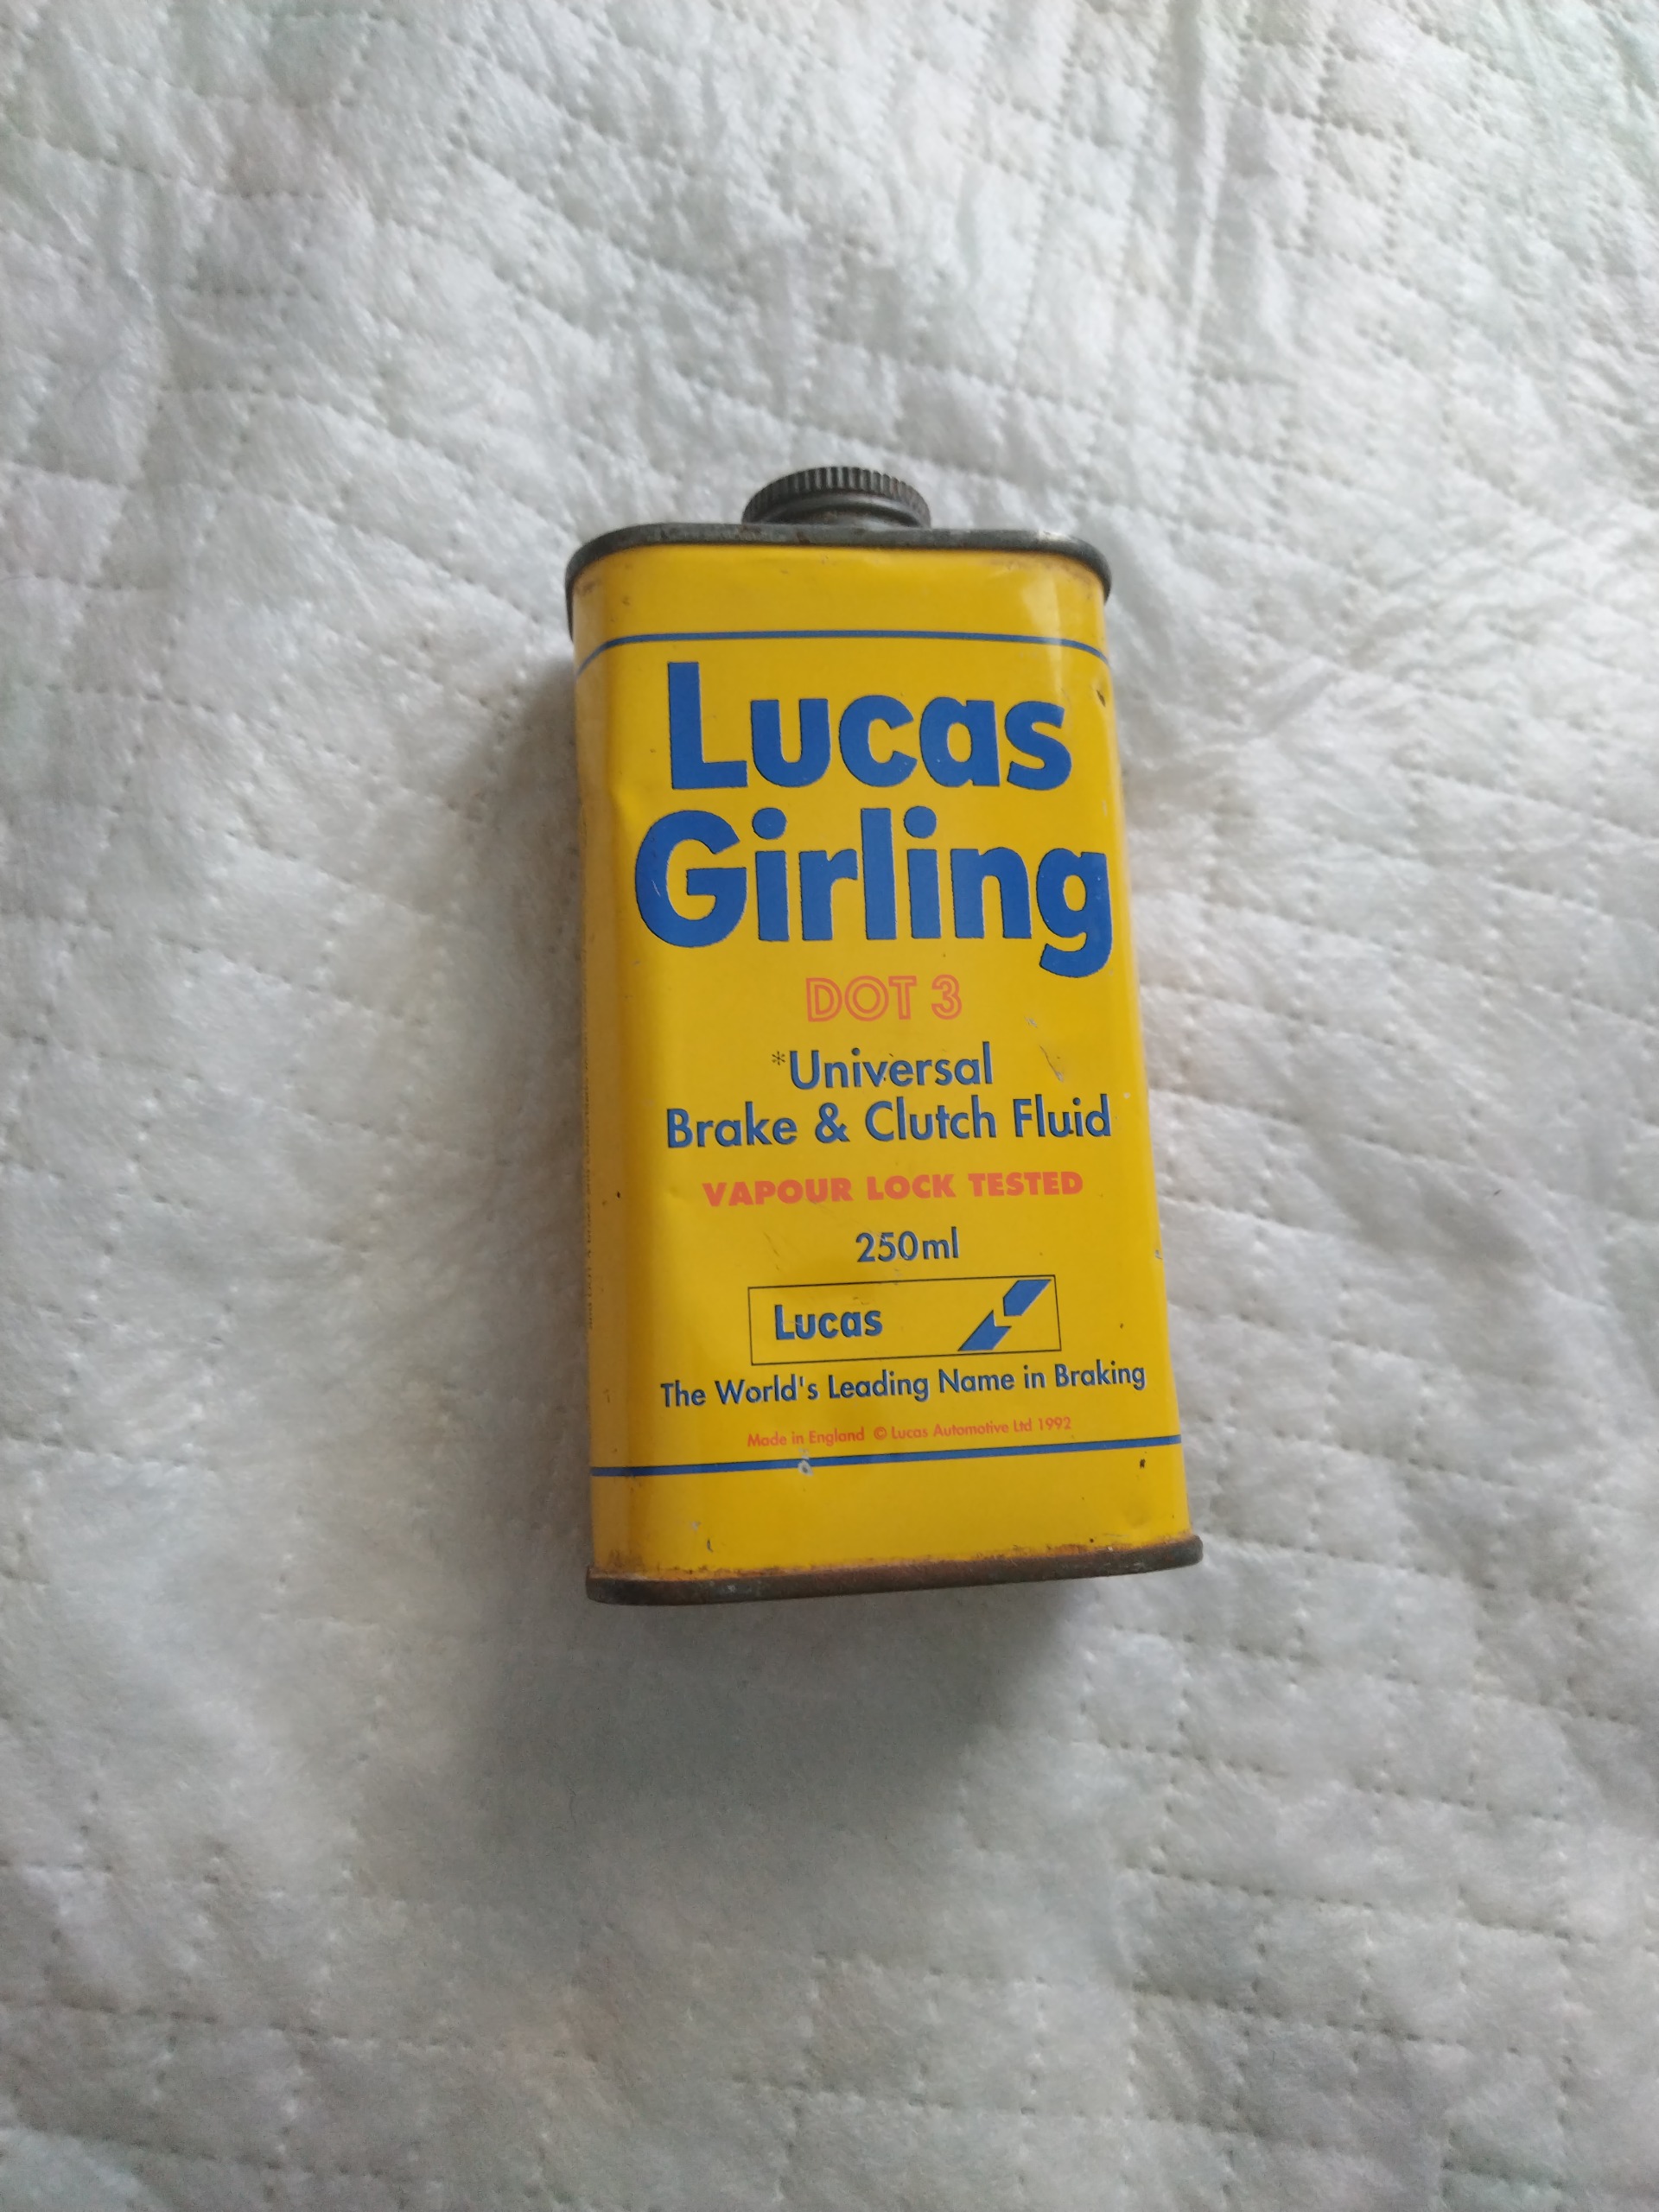 Lucas
Girling
DOT 3
*Universal
Brake & Clutch Fluid
VAPOUR LOCK TESTED
250ml
Lucas
The World's Leading Name in Braking
Made in England © Lucas Automotive Ltd 1992